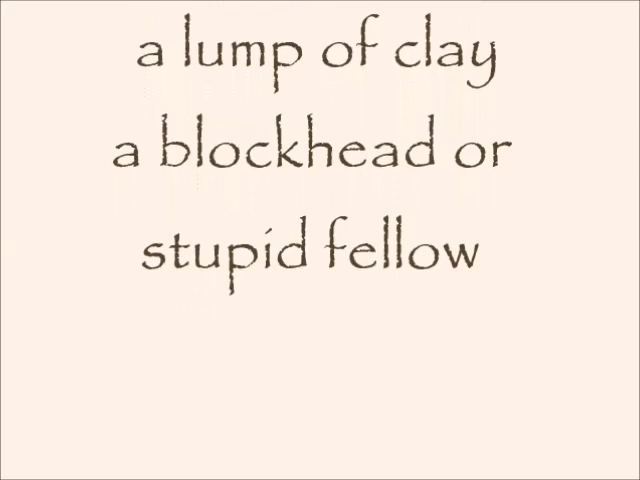 a lump of clay
a blockhead or
stupid fellow